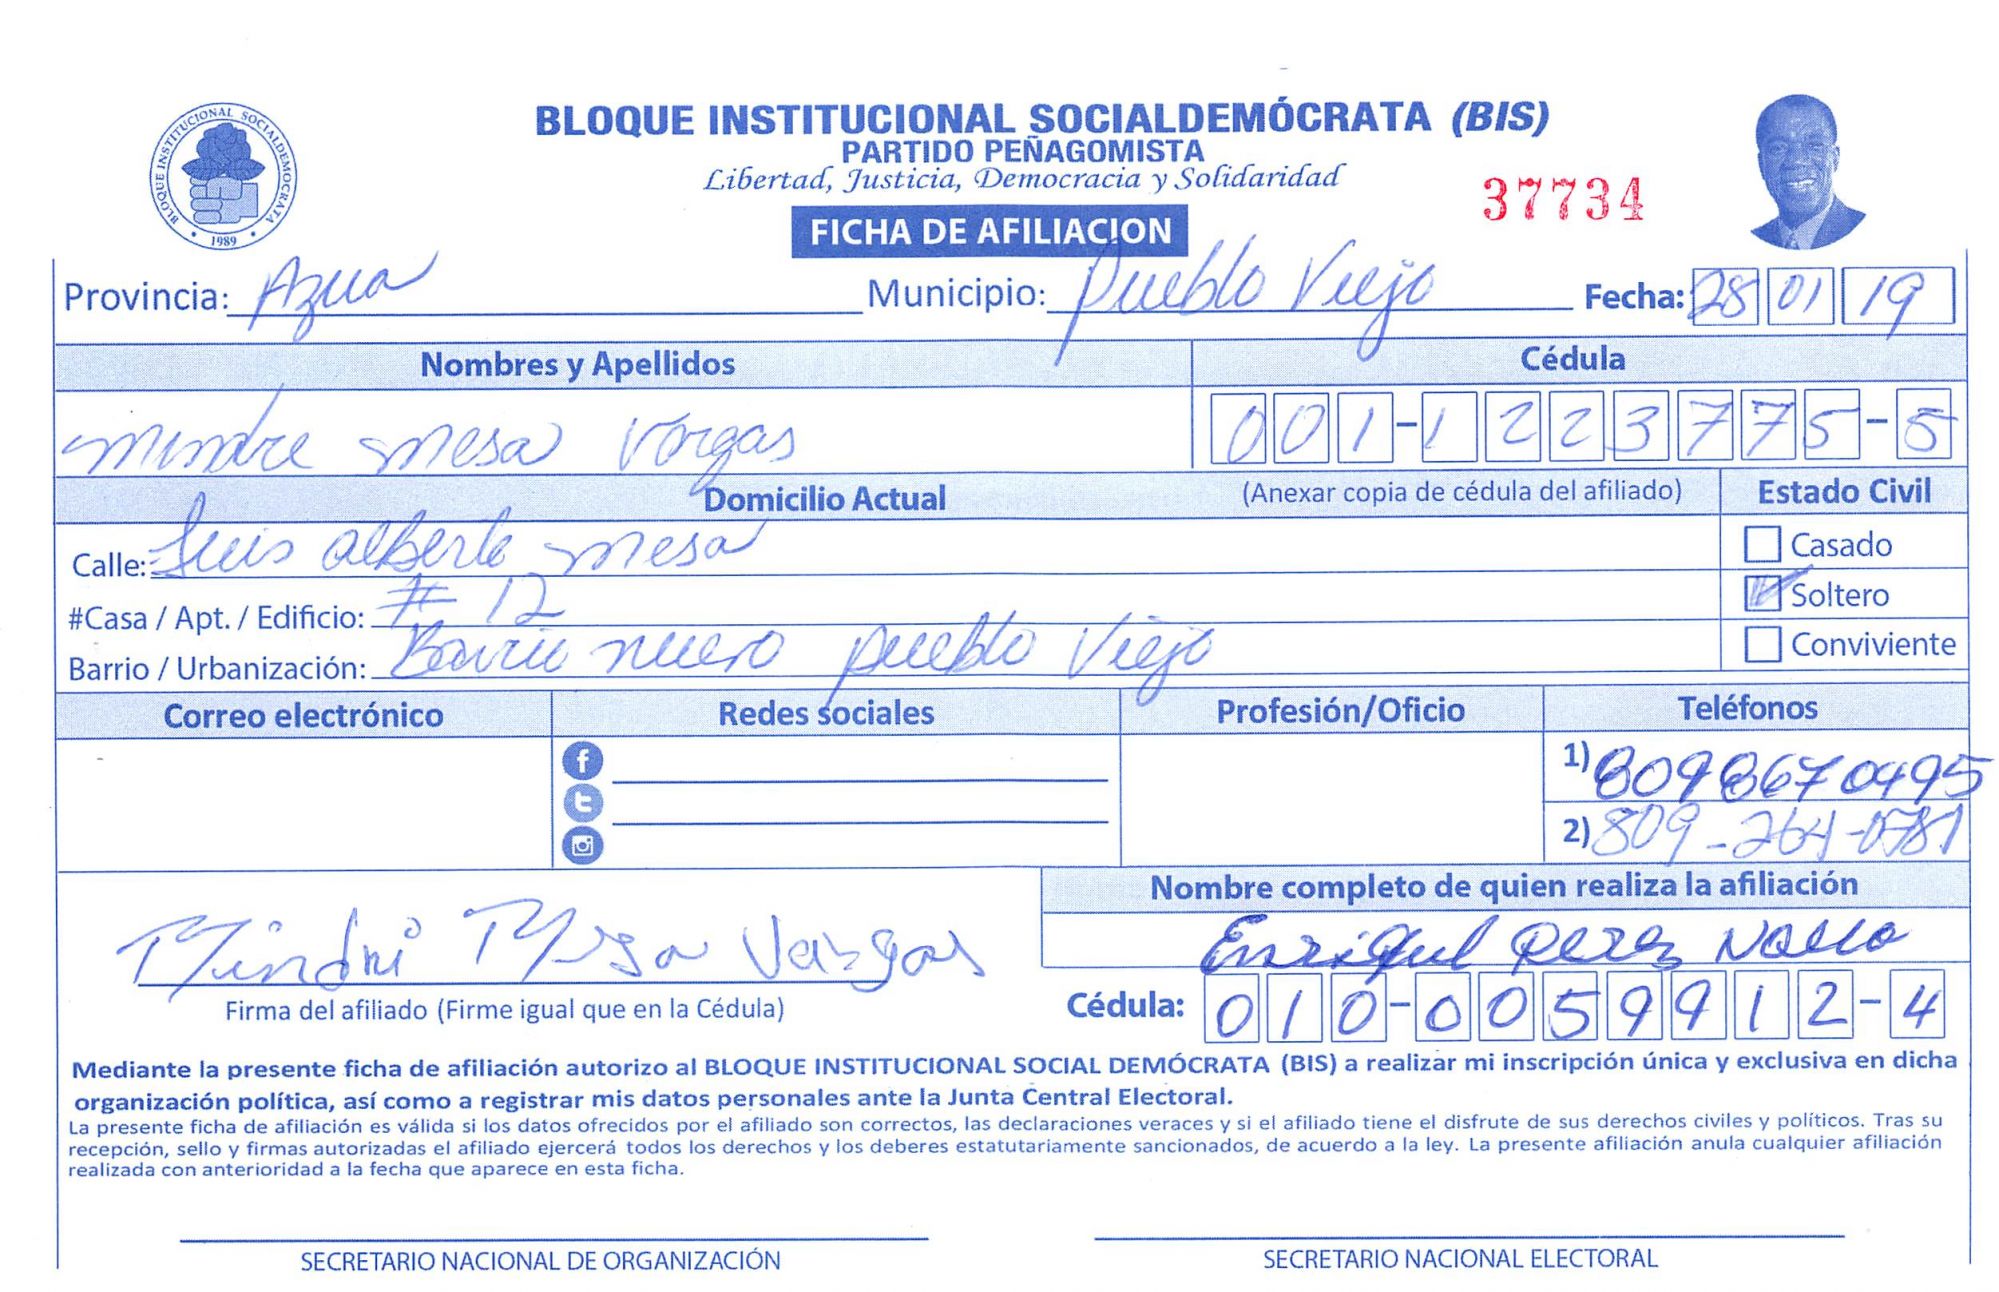 BLOQUE INSTITUCIONAL SOCIALDEMÓCRATA
1989
BLOQUE INSTITUCIONAL SOCIALDEMÓCRATA (BIS)
PARTIDO PEÑAGOMISTA
Libertad, Justicia, Democracia y Solidaridad
37734
FICHA DE AFILIACION
Provincia: Azua Municipio: Pueblo Viejo Fecha: 28 01 19
Nombres y Apellidos Cédula
Mesa Vargas 001-1223775-5
Domicilio Actual (Anexar copia de cédula del afiliado) Estado Civil
Calle: Luis Alberto Mesa Casado
#Casa / Apt. / Edificio: # 12 Soltero
Barrio / Urbanización: Barrio nuevo pueblo Viejo Conviviente
Correo electrónico Redes sociales Profesión/Oficio Teléfonos
1) 8098670495
2) 809-264-0781
Nombre completo de quien realiza la afiliación
Mesa Vargas Perez
Firma del afiliado (Firme igual que en la Cédula) Cédula: 010-0059912-4
Mediante la presente ficha de afiliación autorizo al BLOQUE INSTITUCIONAL SOCIAL DEMÓCRATA (BIS) a realizar mi inscripción única y exclusiva en dicha
organización política, así como a registrar mis datos personales ante la Junta Central Electoral.
La presente ficha de afiliación es válida si los datos ofrecidos por el afiliado son correctos, las declaraciones veraces y si el afiliado tiene el disfrute de sus derechos civiles y políticos. Tras su
recepción, sello y firmas autorizadas el afiliado ejercerá todos los derechos y los deberes estatutariamente sancionados, de acuerdo a la ley. La presente afiliación anula cualquier afiliación
realizada con anterioridad a la fecha que aparece en esta ficha.
SECRETARIO NACIONAL DE ORGANIZACIÓN SECRETARIO NACIONAL ELECTORAL